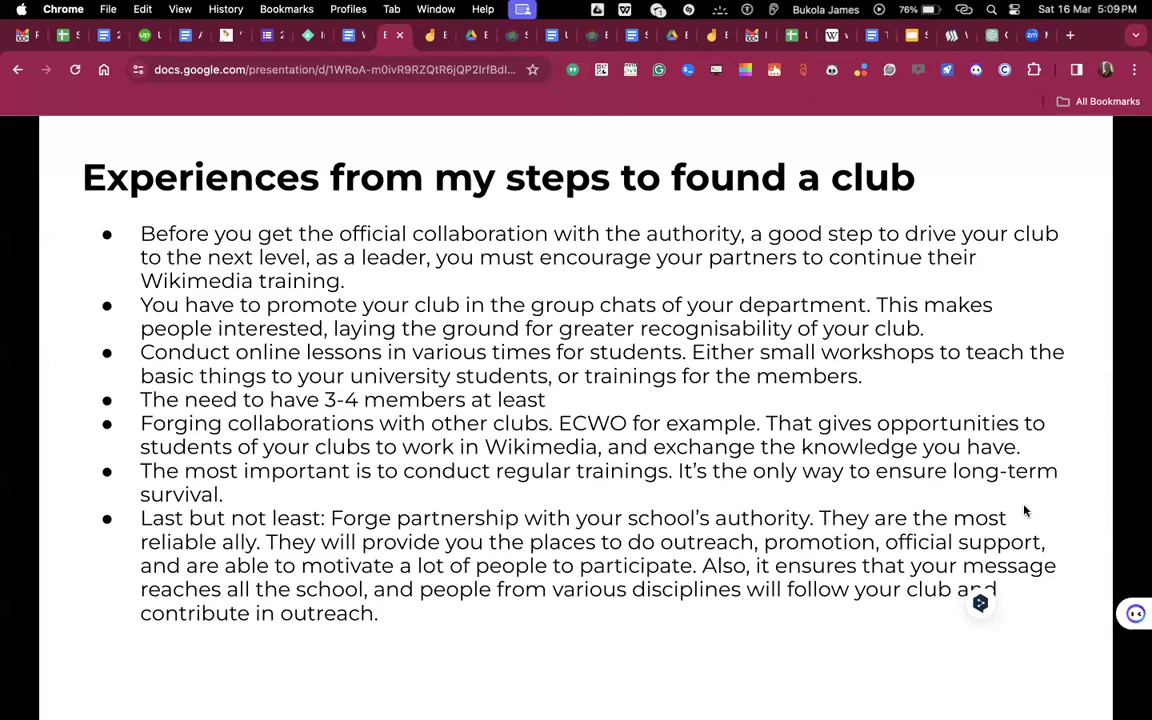 Chrome File Edit View History Bookmarks Profiles Tab Window Help 76% Bukola James Sat 16 Mar 5:09 PM
docs.google.com/presentation/d/1WRoA-m0ivR9RZQtR6jQP2IrfBdI...
All Bookmarks
Experiences from my steps to found a club
● Before you get the official collaboration with the authority, a good step to drive your club
to the next level, as a leader, you must encourage your partners to continue their
Wikimedia training.
● You have to promote your club in the group chats of your department. This makes
people interested, laying the ground for greater recognisability of your club.
● Conduct online lessons in various times for students. Either small workshops to teach the
basic things to your university students, or trainings for the members.
● The need to have 3-4 members at least
● Forging collaborations with other clubs. ECWO for example. That gives opportunities to
students of your clubs to work in Wikimedia, and exchange the knowledge you have.
● The most important is to conduct regular trainings. It's the only way to ensure long-term
survival.
● Last but not least: Forge partnership with your school's authority. They are the most
reliable ally. They will provide you the places to do outreach, promotion, official support,
and are able to motivate a lot of people to participate. Also, it ensures that your message
reaches all the school, and people from various disciplines will follow your club and
contribute in outreach.